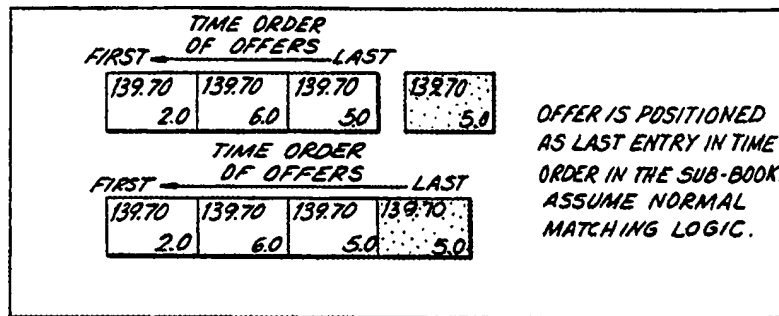 TIME ORDER
OF OFFERS
FIRST LAST
139.70 139.70 139.70 139.70
2.0 6.0 5.0 5.0
OFFER IS POSITIONED
AS LAST ENTRY IN TIME
ORDER IN THE SUB-BOOK.
ASSUME NORMAL
MATCHING LOGIC.
TIME ORDER
OF OFFERS
FIRST LAST
139.70 139.70 139.70 139.70
2.0 6.0 5.0 5.0